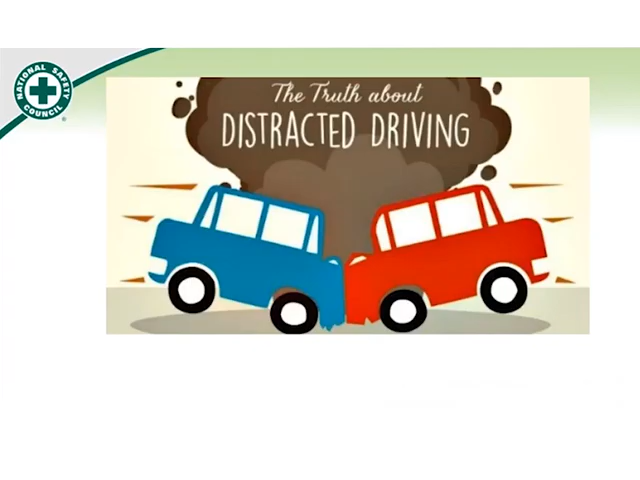 NATIONAL SAFETY
COUNCIL
The Truth about
DISTRACTED DRIVING